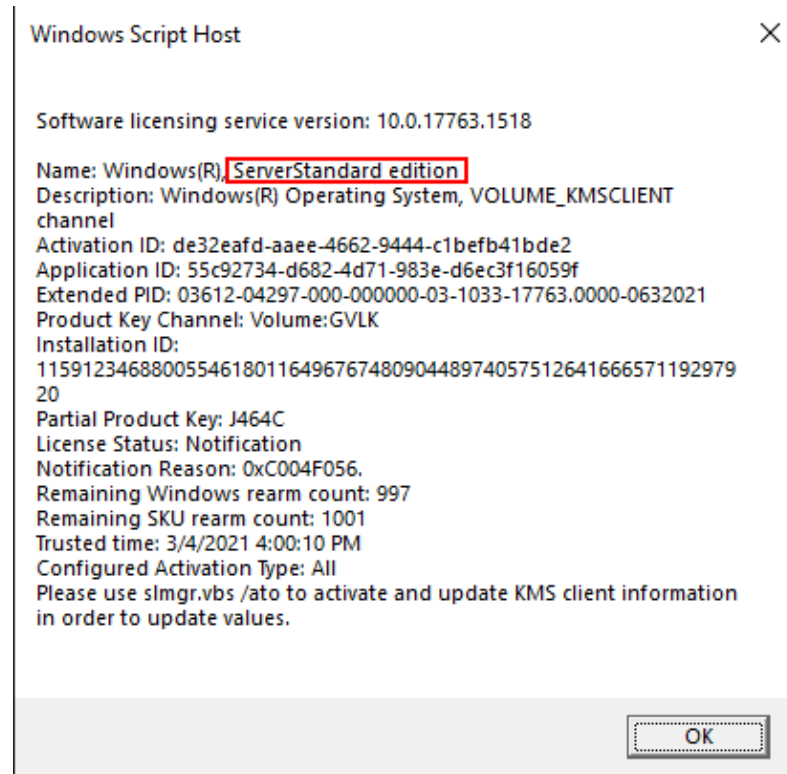 Windows Script Host
Software licensing service version: 10.0.17763.1518
Name: Windows(R), ServerStandard edition
Description: Windows(R) Operating System, VOLUME_KMSCLIENT
channel
Activation ID: de32eafd-aaee-4662-9444-c1befb41bde2
Application ID: 55c92734-d682-4d71-983e-d6ec3f16059f
Extended PID: 03612-04297-000-000000-03-1033-17763.0000-0632021
Product Key Channel: Volume:GVLK
Installation ID:
1159123468800554618011649676748090448974057512641666571192979
20
Partial Product Key: J464C
License Status: Notification
Notification Reason: 0xC004F056.
Remaining Windows rearm count: 997
Remaining SKU rearm count: 1001
Trusted time: 3/4/2021 4:00:10 PM
Configured Activation Type: All
Please use slmgr.vbs /ato to activate and update KMS client information
in order to update values.
OK